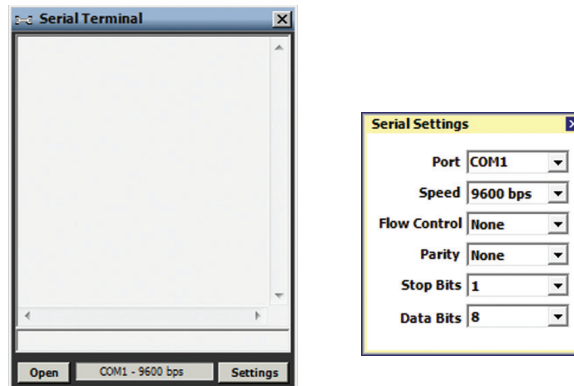 Serial Terminal
Open COM1 - 9600 bps Settings
Serial Settings
Port COM1
Speed 9600 bps
Flow Control None
Parity None
Stop Bits 1
Data Bits 8